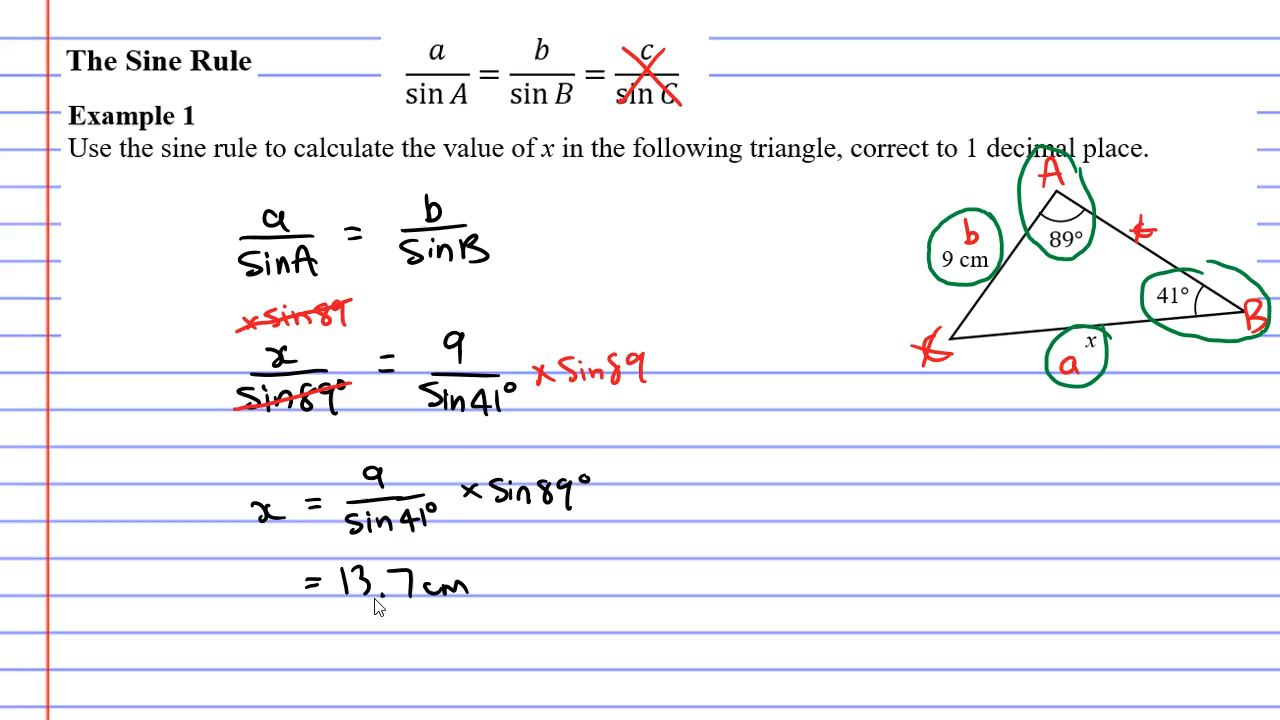 The Sine Rule
a/sin A = b/sin B = c/sin C
Example 1
Use the sine rule to calculate the value of x in the following triangle, correct to 1 decimal place.
a/sinA = b/sinB
A
b
9 cm
89°
c
41°
B
C
x
a
×sin89
x/sin89° = 9/sin41° ×sin89
x = 9/sin41° × sin89°
= 13.7cm